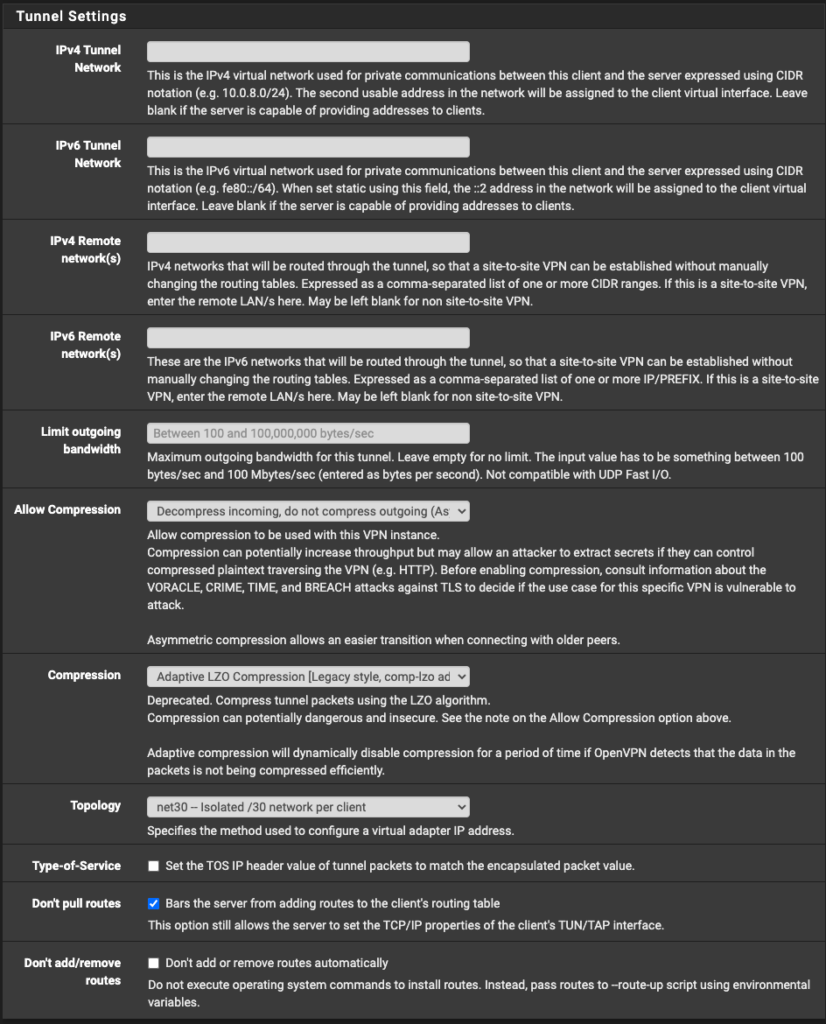 Tunnel Settings
IPv4 Tunnel
Network
This is the IPv4 virtual network used for private communications between this client and the server expressed using CIDR
notation (e.g. 10.0.8.0/24). The second usable address in the network will be assigned to the client virtual interface. Leave
blank if the server is capable of providing addresses to clients.
IPv6 Tunnel
Network
This is the IPv6 virtual network used for private communications between this client and the server expressed using CIDR
notation (e.g. fe80::/64). When set static using this field, the ::2 address in the network will be assigned to the client virtual
interface. Leave blank if the server is capable of providing addresses to clients.
IPv4 Remote
network(s)
IPv4 networks that will be routed through the tunnel, so that a site-to-site VPN can be established without manually
changing the routing tables. Expressed as a comma-separated list of one or more CIDR ranges. If this is a site-to-site VPN,
enter the remote LAN/s here. May be left blank for non site-to-site VPN.
IPv6 Remote
network(s)
These are the IPv6 networks that will be routed through the tunnel, so that a site-to-site VPN can be established without
manually changing the routing tables. Expressed as a comma-separated list of one or more IP/PREFIX. If this is a site-to-site
VPN, enter the remote LAN/s here. May be left blank for non site-to-site VPN.
Limit outgoing
bandwidth
Between 100 and 100,000,000 bytes/sec
Maximum outgoing bandwidth for this tunnel. Leave empty for no limit. The input value has to be something between 100
bytes/sec and 100 Mbytes/sec (entered as bytes per second). Not compatible with UDP Fast I/O.
Allow Compression
Decompress incoming, do not compress outgoing (As
Allow compression to be used with this VPN instance.
Compression can potentially increase throughput but may allow an attacker to extract secrets if they can control
compressed plaintext traversing the VPN (e.g. HTTP). Before enabling compression, consult information about the
VORACLE, CRIME, TIME, and BREACH attacks against TLS to decide if the use case for this specific VPN is vulnerable to
attack.
Asymmetric compression allows an easier transition when connecting with older peers.
Compression
Adaptive LZO Compression [Legacy style, comp-lzo ad
Deprecated. Compress tunnel packets using the LZO algorithm.
Compression can potentially dangerous and insecure. See the note on the Allow Compression option above.
Adaptive compression will dynamically disable compression for a period of time if OpenVPN detects that the data in the
packets is not being compressed efficiently.
Topology
net30 -- Isolated /30 network per client
Specifies the method used to configure a virtual adapter IP address.
Type-of-Service
Set the TOS IP header value of tunnel packets to match the encapsulated packet value.
Don't pull routes
Bars the server from adding routes to the client's routing table
This option still allows the server to set the TCP/IP properties of the client's TUN/TAP interface.
Don't add/remove
routes
Don't add or remove routes automatically
Do not execute operating system commands to install routes. Instead, pass routes to --route-up script using environmental
variables.